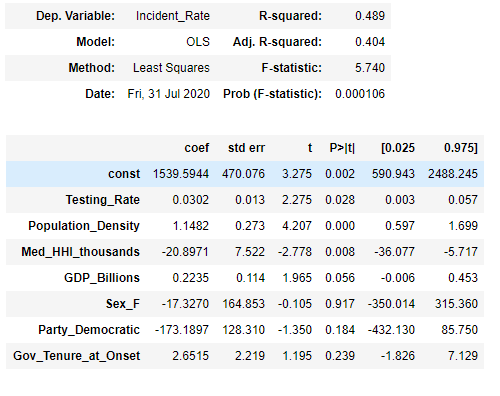 Dep. Variable: Incident_Rate R-squared: 0.489
Model: OLS Adj. R-squared: 0.404
Method: Least Squares F-statistic: 5.740
Date: Fri, 31 Jul 2020 Prob (F-statistic): 0.000106
coef std err t P>|t| [0.025 0.975]
const 1539.5944 470.076 3.275 0.002 590.943 2488.245
Testing_Rate 0.0302 0.013 2.275 0.028 0.003 0.057
Population_Density 1.1482 0.273 4.207 0.000 0.597 1.699
Med_HHI_thousands -20.8971 7.522 -2.778 0.008 -36.077 -5.717
GDP_Billions 0.2235 0.114 1.965 0.056 -0.006 0.453
Sex_F -17.3270 164.853 -0.105 0.917 -350.014 315.360
Party_Democratic -173.1897 128.310 -1.350 0.184 -432.130 85.750
Gov_Tenure_at_Onset 2.6515 2.219 1.195 0.239 -1.826 7.129